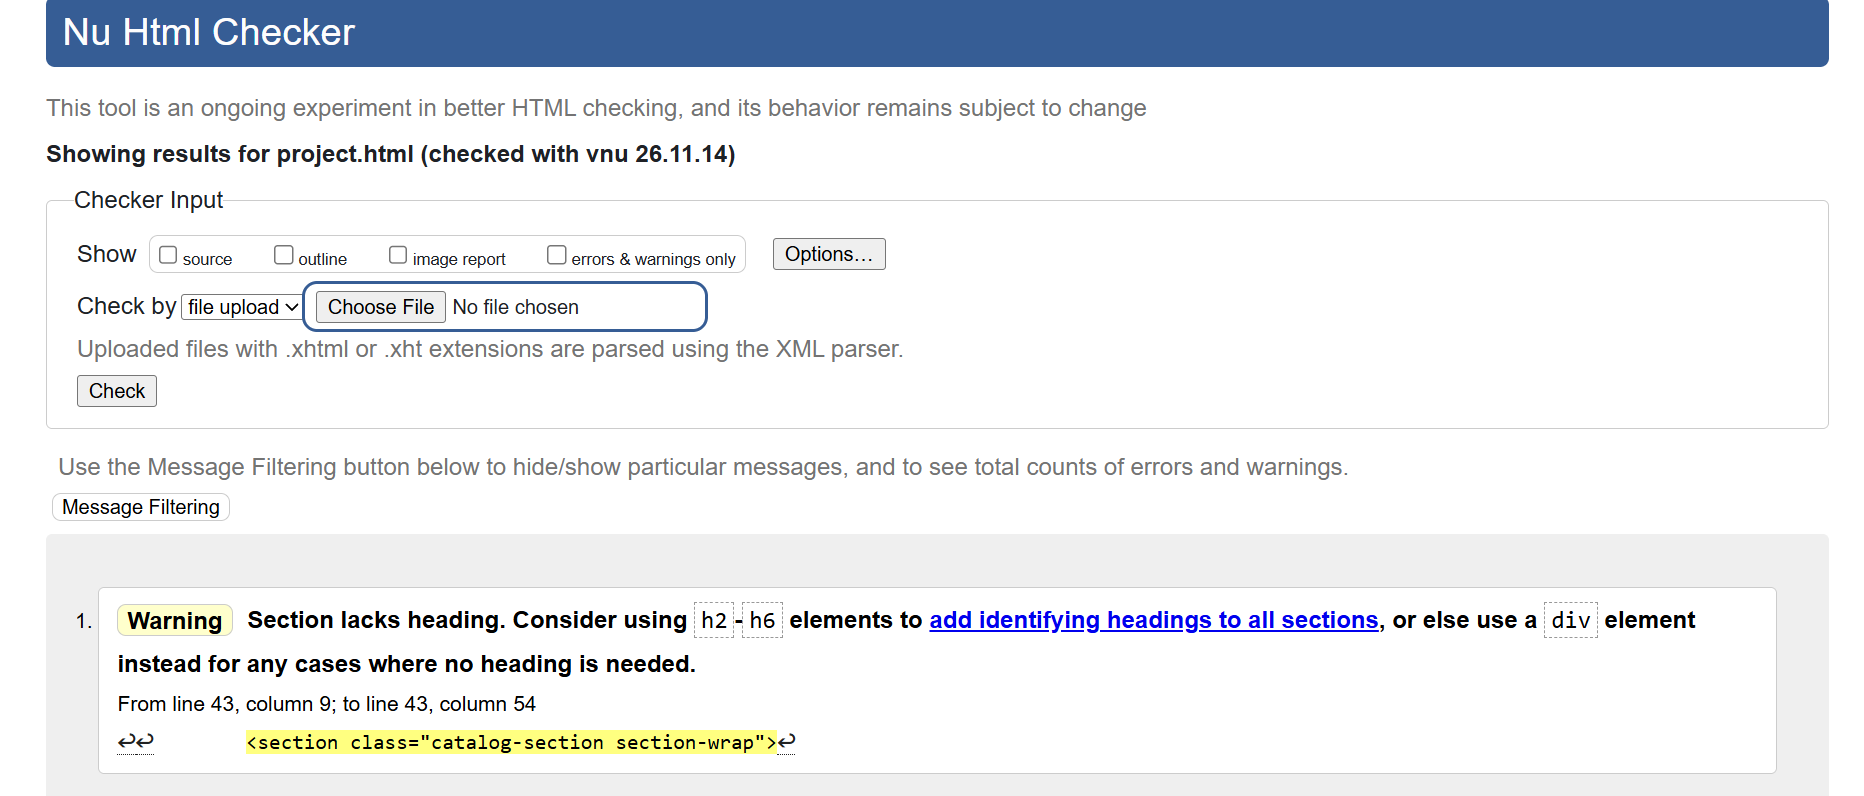 Nu Html Checker
This tool is an ongoing experiment in better HTML checking, and its behavior remains subject to change
Showing results for project.html (checked with vnu 26.11.14)
Checker Input
Show source outline image report errors & warnings only Options...
Check by file upload Choose File No file chosen
Uploaded files with .xhtml or .xht extensions are parsed using the XML parser.
Check
Use the Message Filtering button below to hide/show particular messages, and to see total counts of errors and warnings.
Message Filtering
1. Warning Section lacks heading. Consider using h2-h6 elements to add identifying headings to all sections, or else use a div element
instead for any cases where no heading is needed.
From line 43, column 9; to line 43, column 54
↩↩ <section class="catalog-section section-wrap">↩